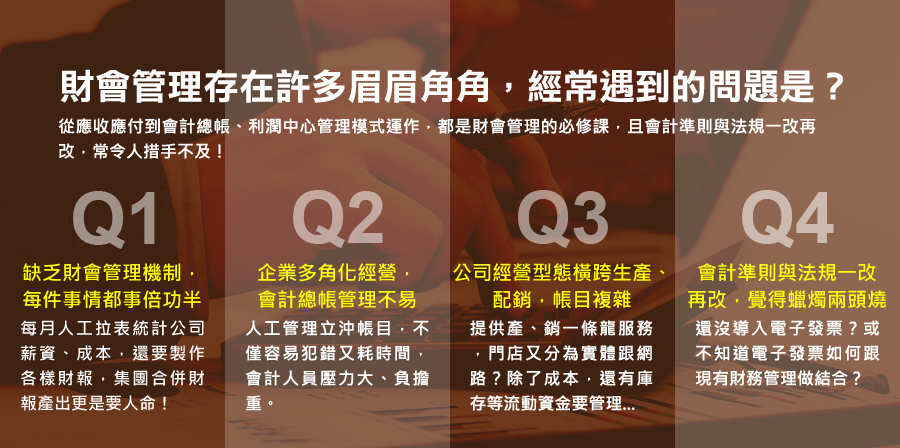 財會管理存在許多眉眉角角，經常遇到的問題是？
從應收應付到會計總帳、利潤中心管理模式運作，都是財會管理的必修課，且會計準則與法規一改再
改，常令人措手不及！
Q1
缺乏財會管理機制，
每件事情都事倍功半
每月人工拉表統計公司
薪資、成本，還要製作
各樣財報，集團合併財
報產出更是要人命！
Q2
企業多角化經營，
會計總帳管理不易
人工管理立沖帳目，不
僅容易犯錯又耗時間，
會計人員壓力大、負擔
重。
Q3
公司經營型態橫跨生產、
配銷，帳目複雜
提供產、銷一條龍服務
，門店又分為實體跟網
路？除了成本，還有庫
存等流動資金要管理...
Q4
會計準則與法規一改
再改，覺得蠟燭兩頭燒
還沒導入電子發票？或
不知道電子發票如何跟
現有財務管理做結合？